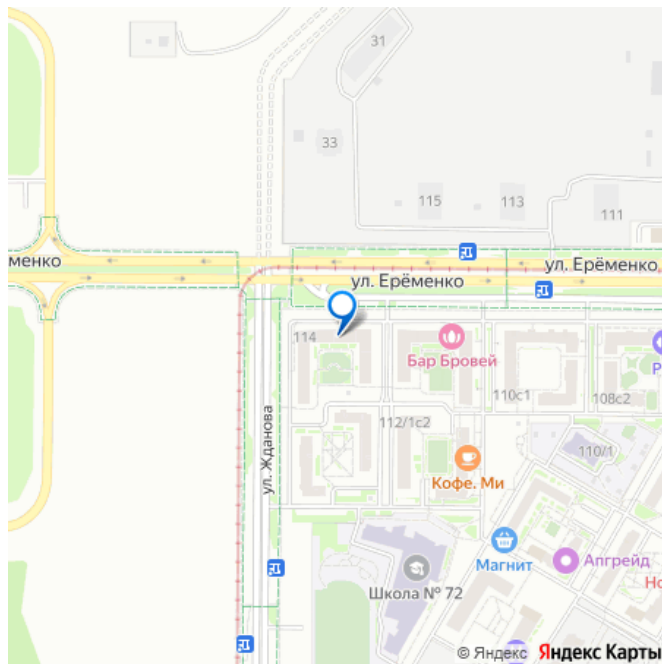 31
33
115
113
111
менко
ул. Ерёменко
ул. Ерёменко
114
Бар Бровей
110с1
108с2
Р
112/1с2
ул. Жданова
110/1
Кофе. Ми
Магнит
Апгрейд
Школа № 72
Но
© Яндекс Яндекс Карты